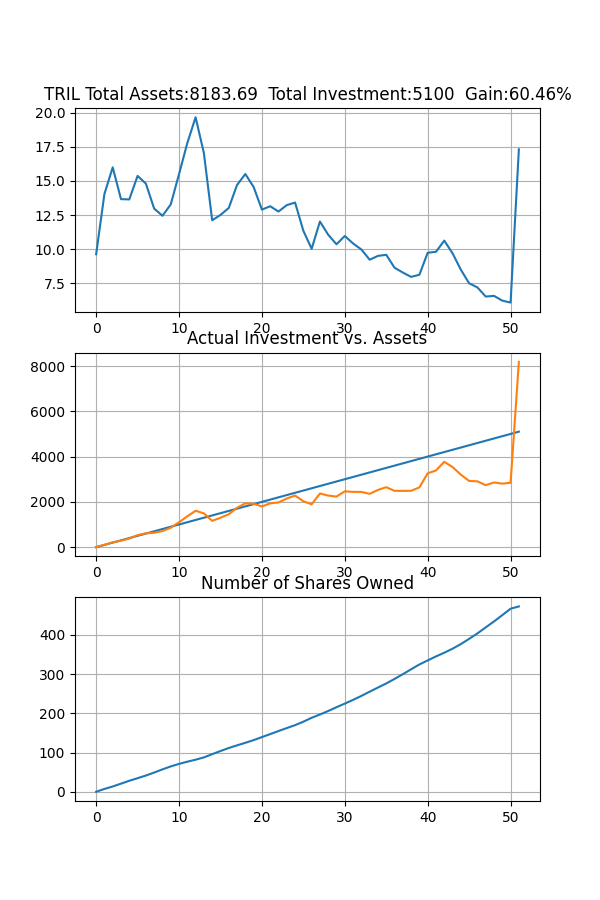 TRIL Total Assets:8183.69  Total Investment:5100  Gain:60.46%
20.0
17.5
15.0
12.5
10.0
7.5
0 10 20 30 40 50
Actual Investment vs. Assets
8000
6000
4000
2000
0
0 10 20 30 40 50
Number of Shares Owned
400
300
200
100
0
0 10 20 30 40 50